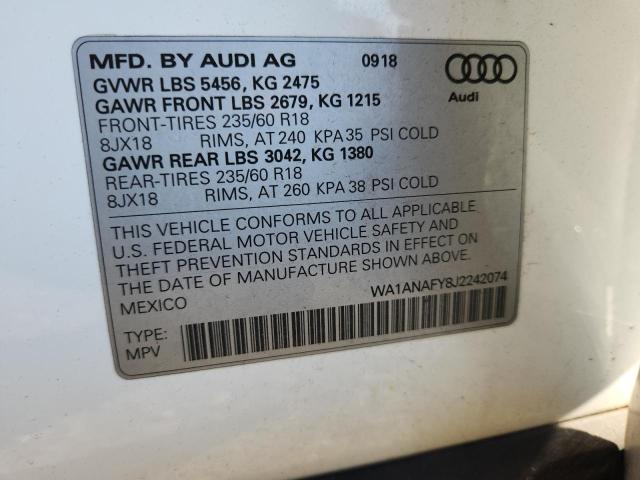 MFD. BY AUDI AG 0918
GVWR LBS 5456, KG 2475
GAWR FRONT LBS 2679, KG 1215
FRONT-TIRES 235/60 R18
8JX18 RIMS, AT 240 KPA 35 PSI COLD
GAWR REAR LBS 3042, KG 1380
REAR-TIRES 235/60 R18
8JX18 RIMS, AT 260 KPA 38 PSI COLD
Audi
THIS VEHICLE CONFORMS TO ALL APPLICABLE
U.S. FEDERAL MOTOR VEHICLE SAFETY AND
THEFT PREVENTION STANDARDS IN EFFECT ON
THE DATE OF MANUFACTURE SHOWN ABOVE.
MEXICO WA1ANAFY8J2242074
TYPE:
MPV